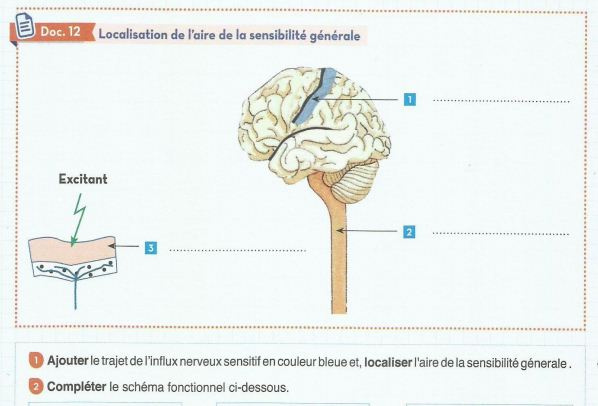 Doc. 12 Localisation de l'aire de la sensibilité générale
1 ..............................
Excitant
2 ..............................
3 ..............................
1 Ajouter le trajet de l'influx nerveux sensitif en couleur bleue et, localiser l'aire de la sensibilité génerale .
2 Compléter le schéma fonctionnel ci-dessous.